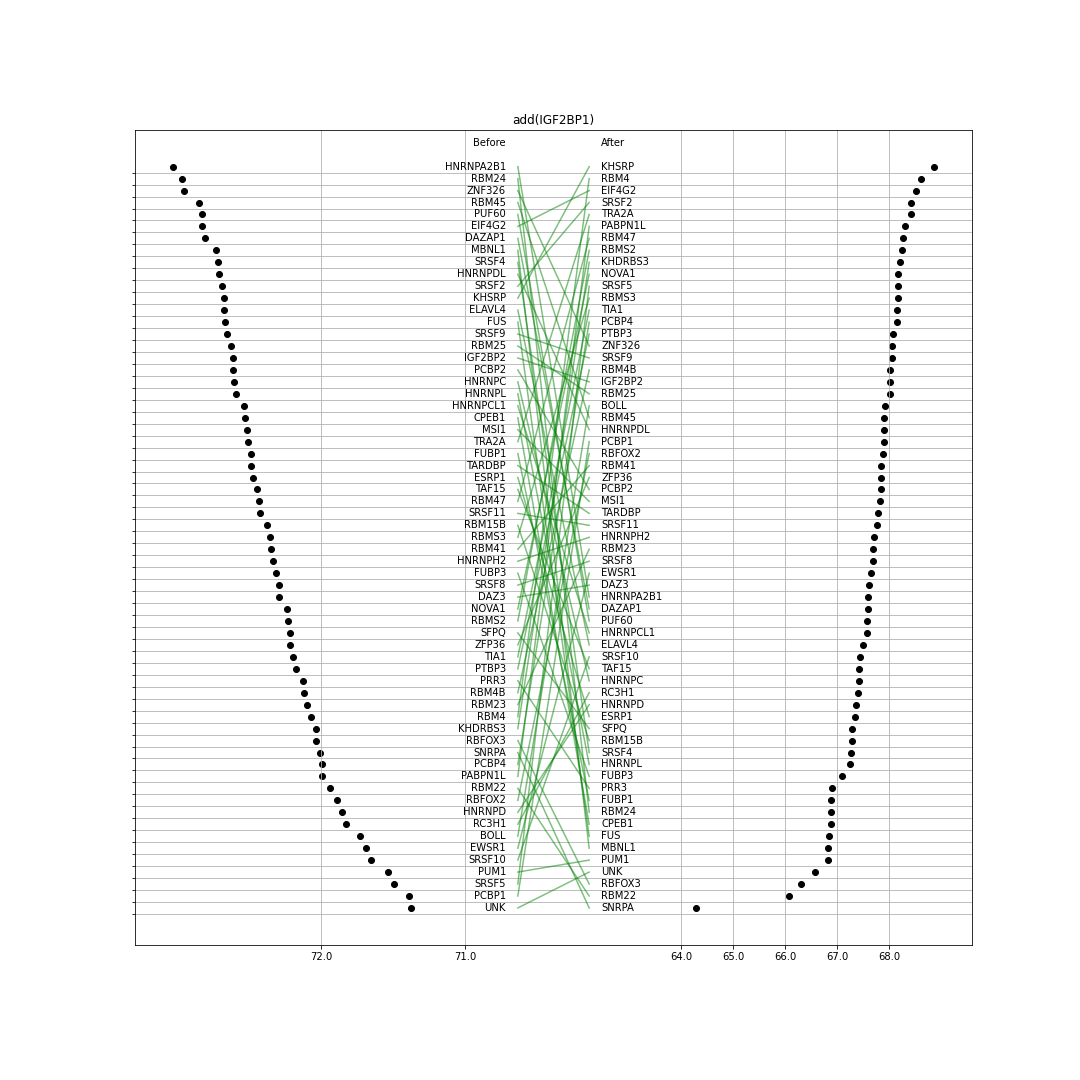 add(IGF2BP1)
Before After
HNRNPA2B1 KHSRP
RBM24 RBM4
ZNF326 EIF4G2
RBM45 SRSF2
PUF60 TRA2A
EIF4G2 PABPN1L
DAZAP1 RBM47
MBNL1 RBMS2
SRSF4 KHDRBS3
HNRNPDL NOVA1
SRSF2 SRSF5
KHSRP RBMS3
ELAVL4 TIA1
FUS PCBP4
SRSF9 PTBP3
RBM25 ZNF326
IGF2BP2 SRSF9
PCBP2 RBM4B
HNRNPC IGF2BP2
HNRNPL RBM25
HNRNPCL1 BOLL
CPEB1 RBM45
MSI1 HNRNPDL
TRA2A PCBP1
FUBP1 RBFOX2
TARDBP RBM41
ESRP1 ZFP36
TAF15 PCBP2
RBM47 MSI1
SRSF11 TARDBP
RBM15B SRSF11
RBMS3 HNRNPH2
RBM41 RBM23
HNRNPH2 SRSF8
FUBP3 EWSR1
SRSF8 DAZ3
DAZ3 HNRNPA2B1
NOVA1 DAZAP1
RBMS2 PUF60
SFPQ HNRNPCL1
ZFP36 ELAVL4
TIA1 SRSF10
PTBP3 TAF15
PRR3 HNRNPC
RBM4B RC3H1
RBM23 HNRNPD
RBM4 ESRP1
KHDRBS3 SFPQ
RBFOX3 RBM15B
SNRPA SRSF4
PCBP4 HNRNPL
PABPN1L FUBP3
RBM22 PRR3
RBFOX2 FUBP1
HNRNPD RBM24
RC3H1 CPEB1
BOLL FUS
EWSR1 MBNL1
SRSF10 PUM1
PUM1 UNK
SRSF5 RBFOX3
PCBP1 RBM22
UNK SNRPA
72.0 71.0 64.0 65.0 66.0 67.0 68.0